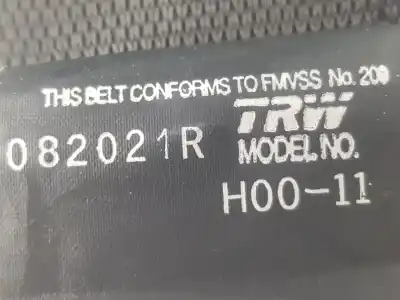 THIS BELT CONFORMS TO FMVSS No. 209
082021R TRW
MODEL NO.
H00-11